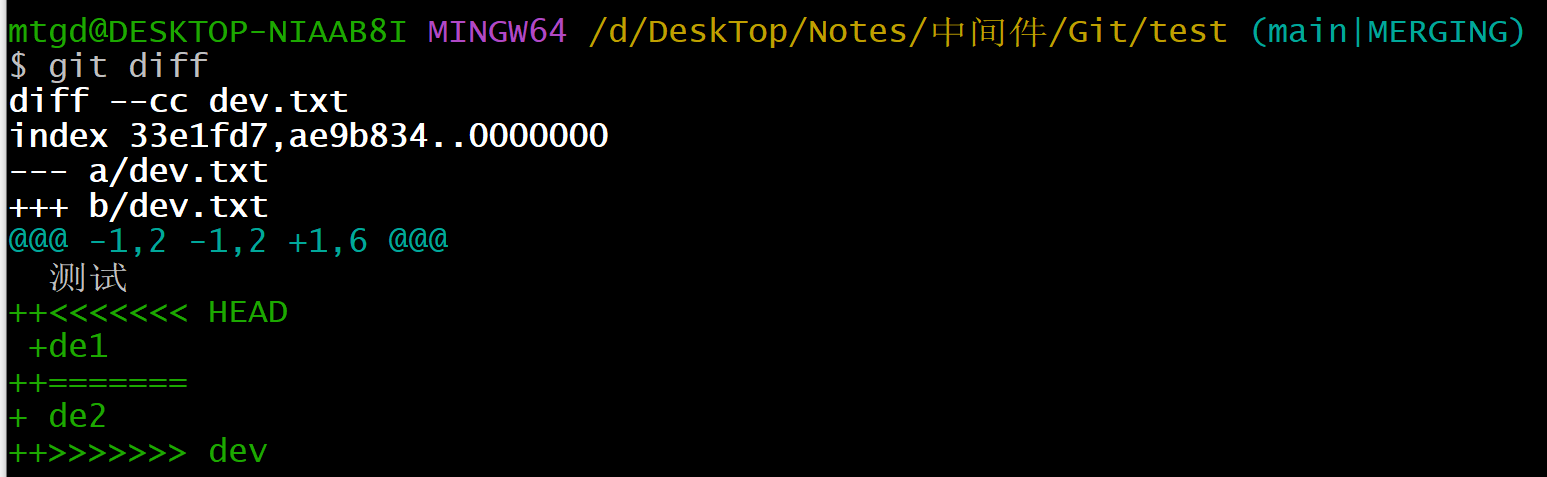 mtgd@DESKTOP-NIAAB8I MINGW64 /d/DeskTop/Notes/中间件/Git/test (main|MERGING)
$ git diff
diff --cc dev.txt
index 33e1fd7,ae9b834..0000000
--- a/dev.txt
+++ b/dev.txt
@@@ -1,2 -1,2 +1,6 @@@
  测试
++<<<<<<< HEAD
 +de1
++=======
+ de2
++>>>>>>> dev